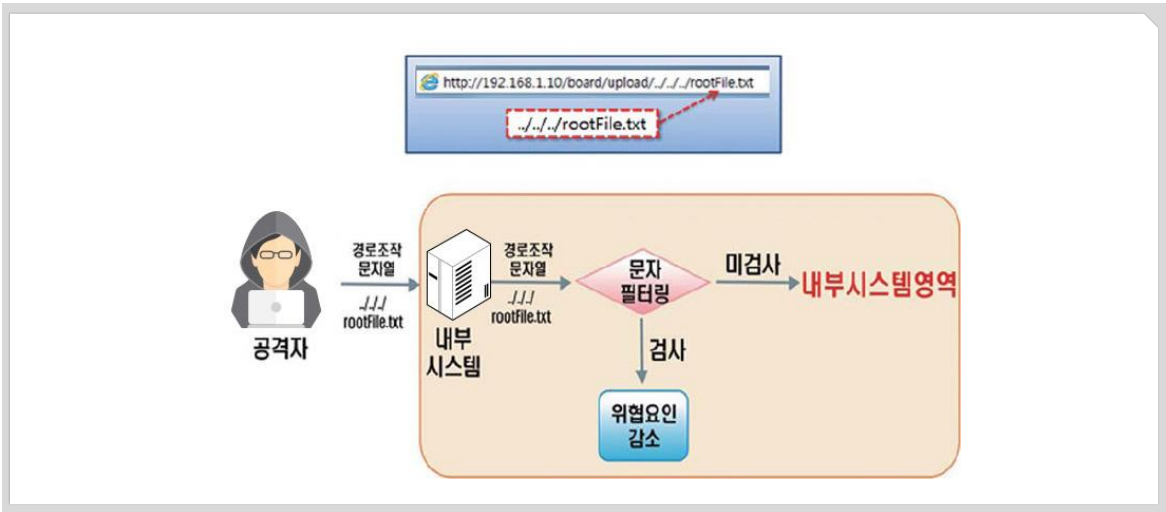 http://192.168.1.10/board/upload/../../../rootFile.txt
../../../rootFile.txt
경로조작
문자열
../../../
rootFile.txt
공격자
내부
시스템
경로조작
문자열
../../../
rootFile.txt
문자
필터링
미검사
내부시스템영역
검사
위협요인
감소